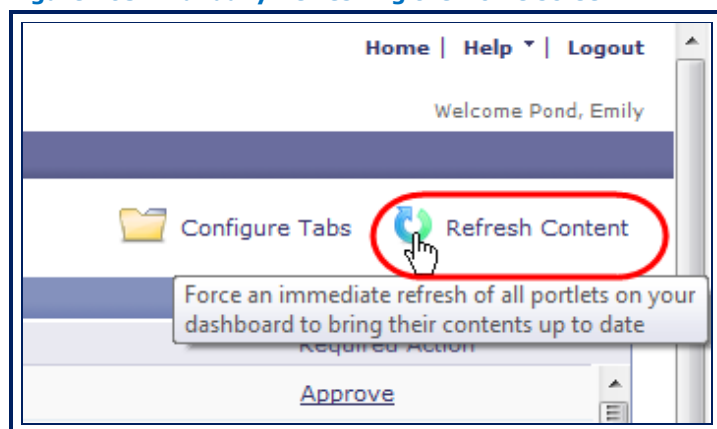 Home | Help | Logout
Welcome Pond, Emily
Configure Tabs Refresh Content
Force an immediate refresh of all portlets on your
dashboard to bring their contents up to date
Required Action
Approve